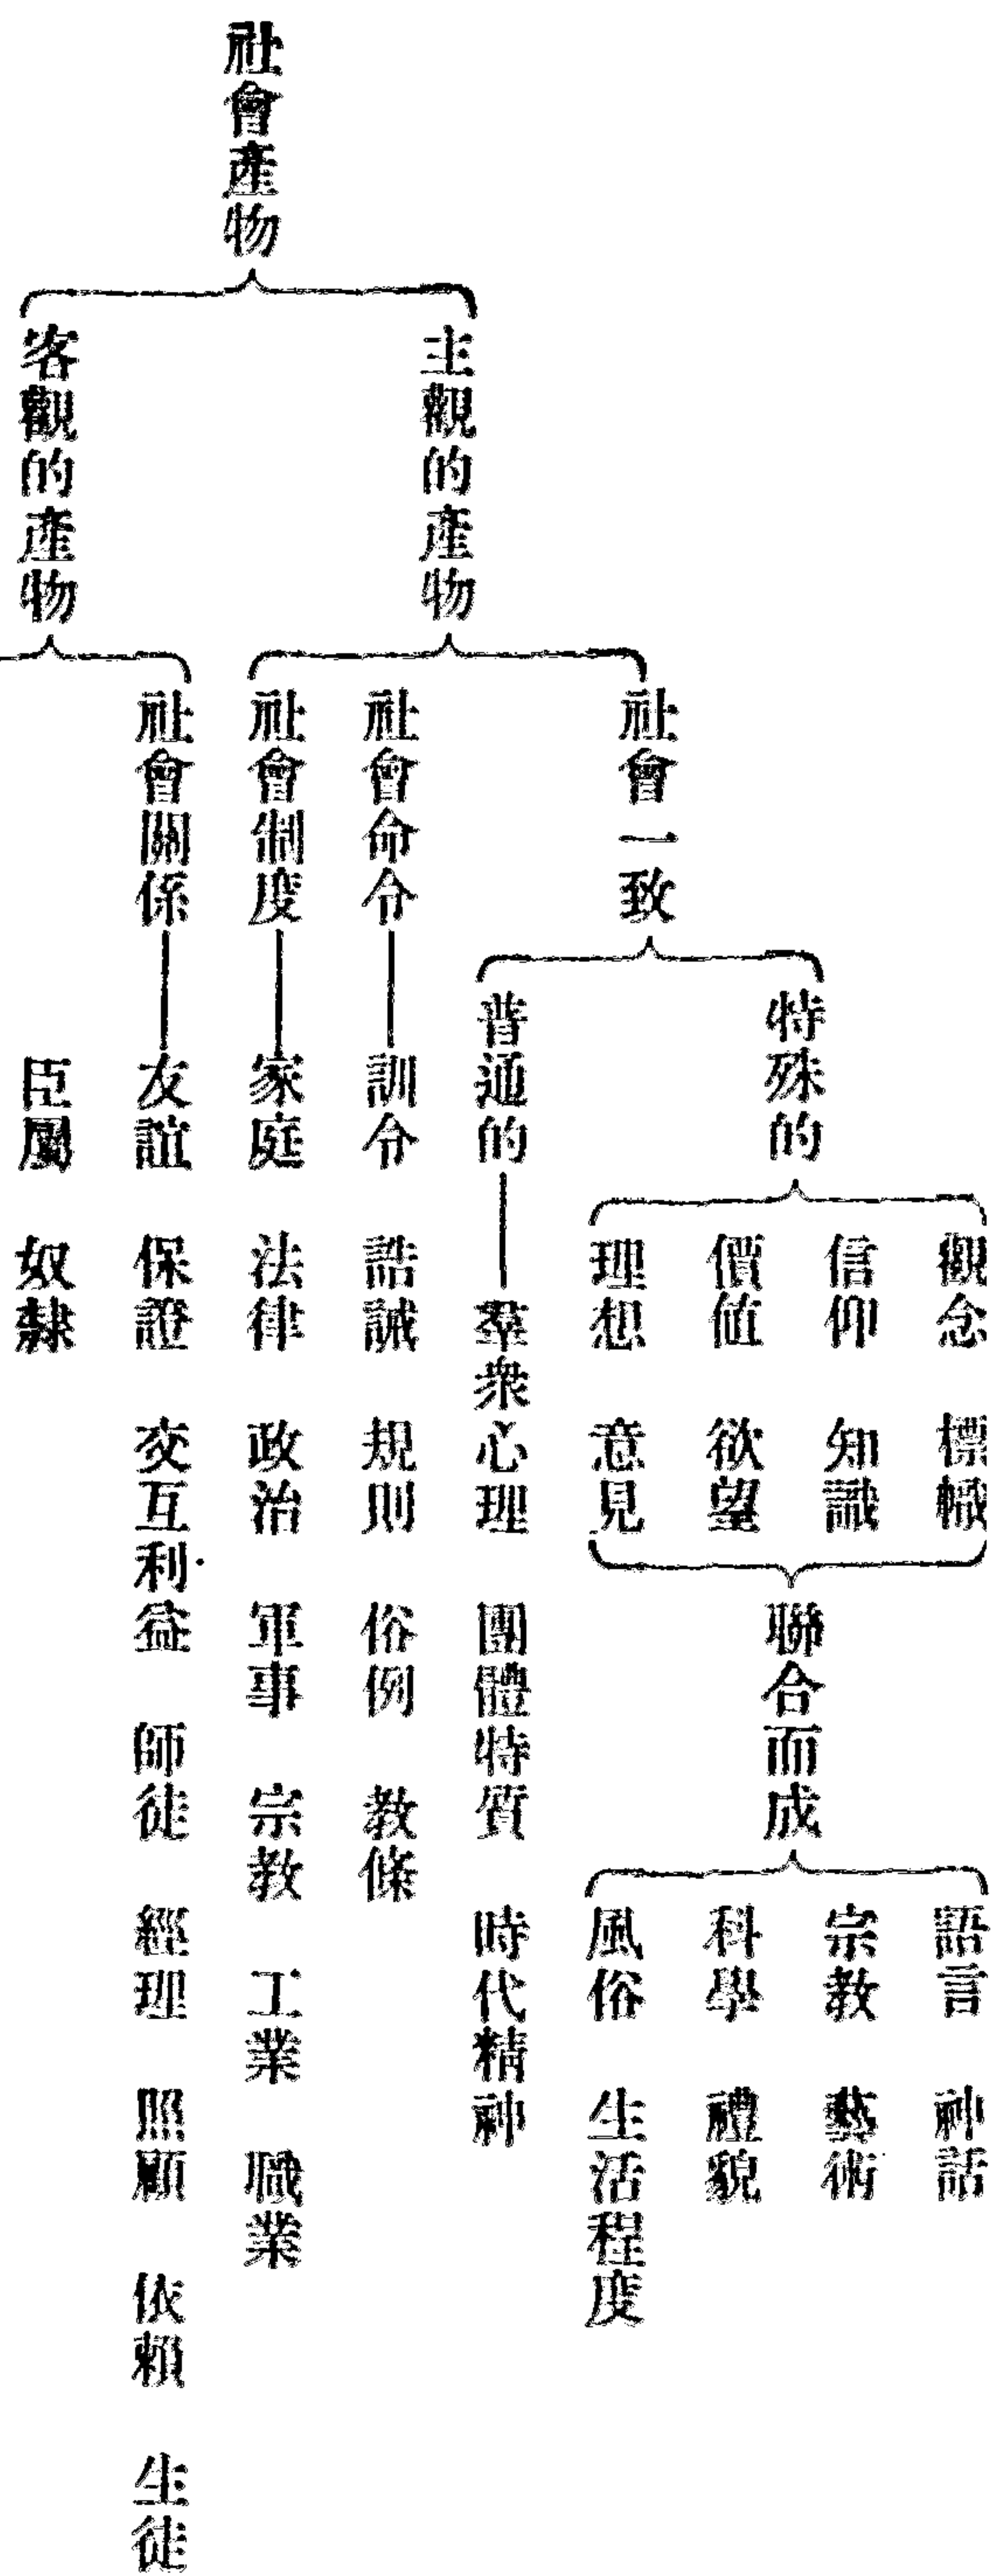 社會產物
主觀的產物
社會一致
特殊的
觀念 標幟
信仰 知識
價值 欲望
理想 意見
聯合而成
語言 神話
宗教 藝術
科學 禮貌
風俗 生活程度
普通的——羣衆心理 團體特質 時代精神
社會命令——訓令 誥誡 規則 俗例 教條
社會制度——家庭 法律 政治 軍事 宗教 工業 職業
客觀的產物
社會關係——友誼 保證 交互利益 師徒 經理 照顧 依賴 生徒
臣屬 奴隸